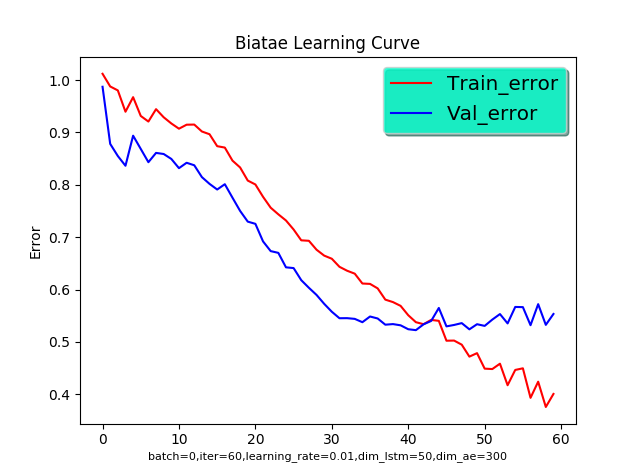 Biatae Learning Curve
Train_error
Val_error
1.0
0.9
0.8
0.7
0.6
0.5
0.4
Error
0 10 20 30 40 50 60
batch=0,iter=60,learning_rate=0.01,dim_lstm=50,dim_ae=300